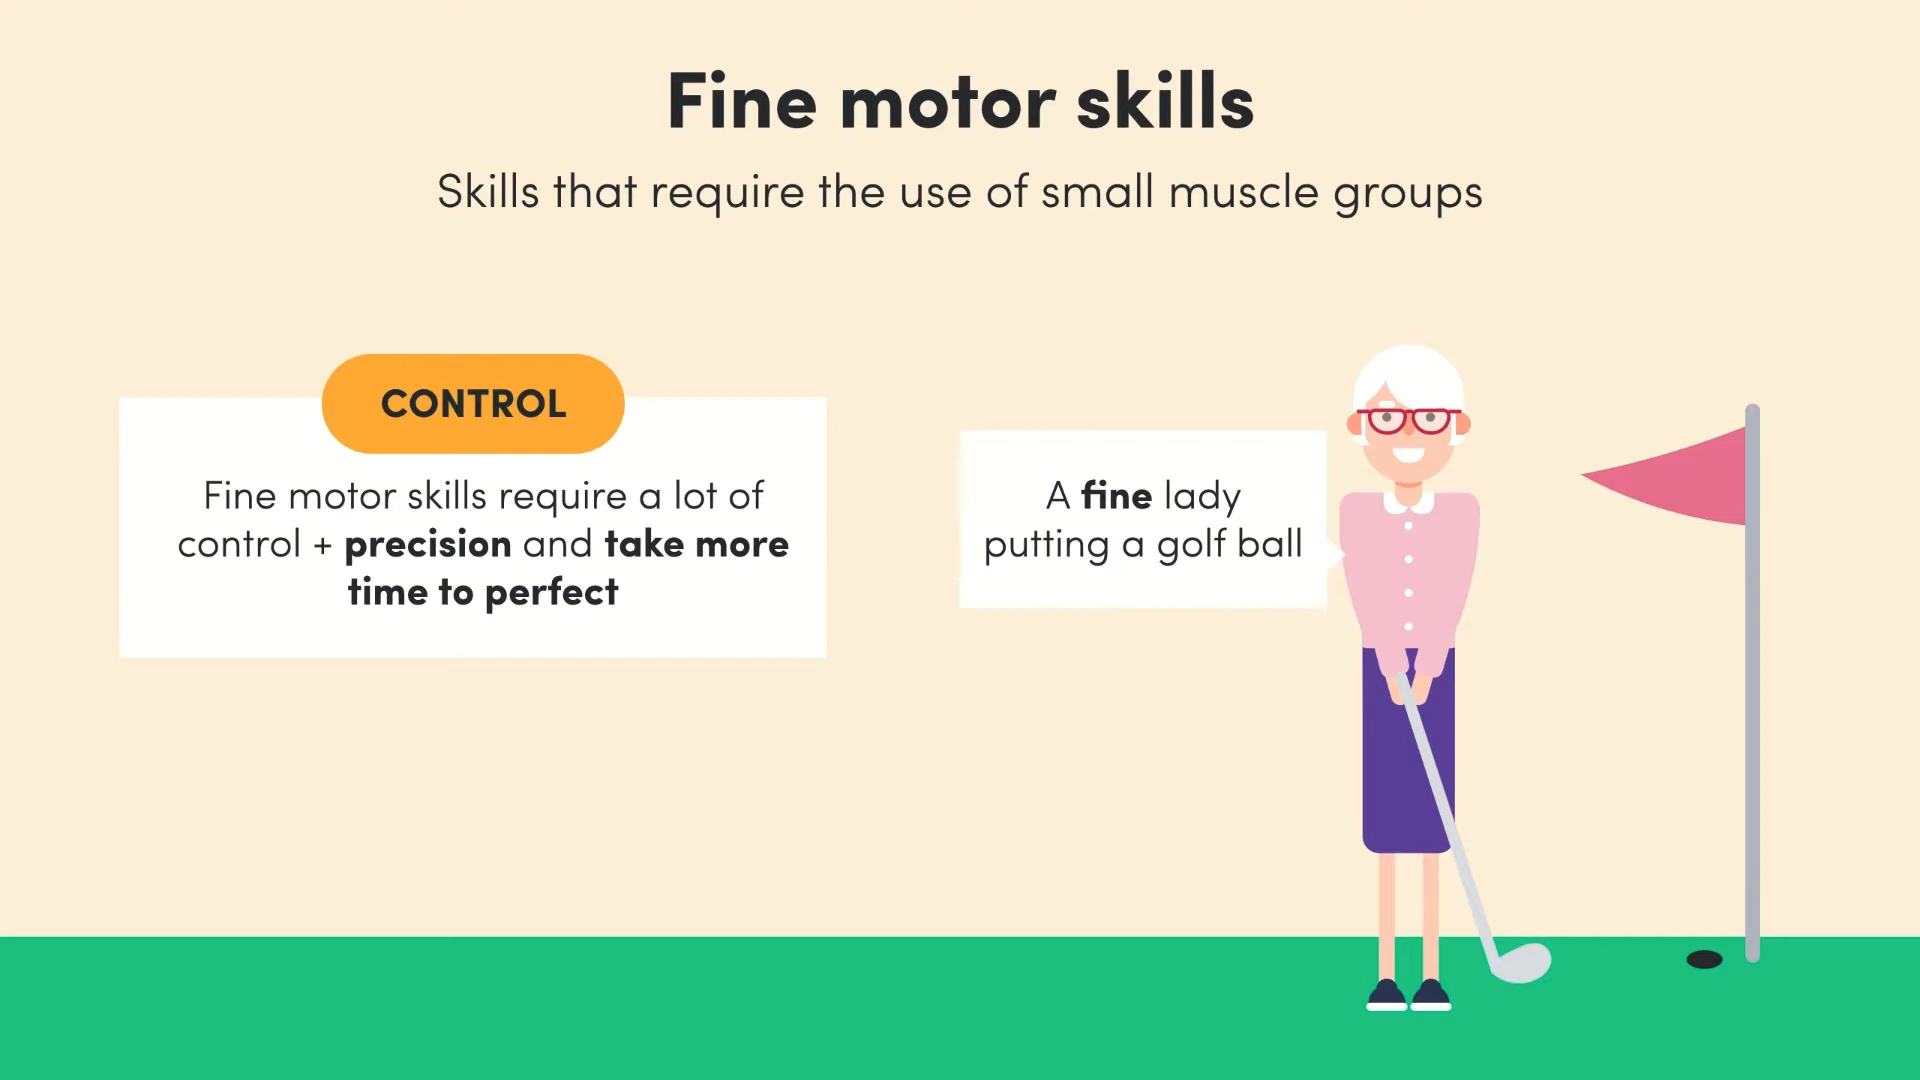 Fine motor skills
Skills that require the use of small muscle groups
CONTROL
Fine motor skills require a lot of
control + precision and take more
time to perfect
A fine lady
putting a golf ball